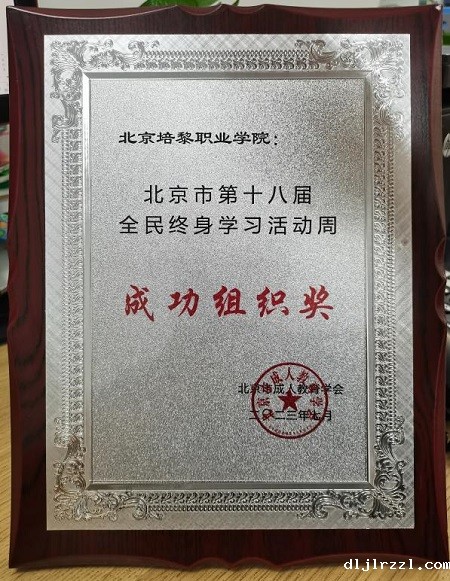 北京培黎职业学院：
北京市第十八届
全民终身学习活动周
成功组织奖
北京市成人教育学会
二〇二三年七月
dljlrzzl.com